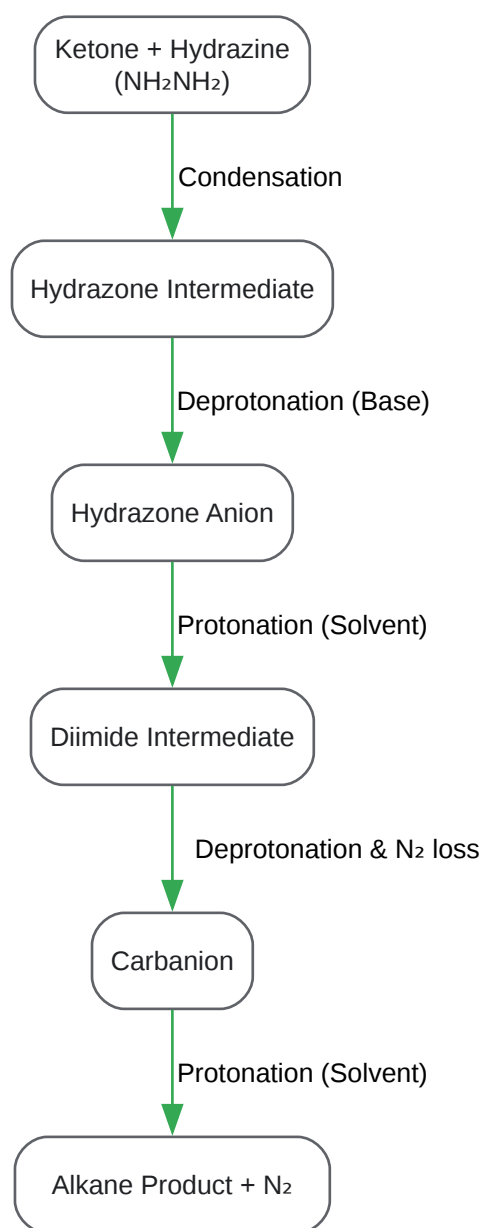 Ketone + Hydrazine
(NH₂NH₂)
Condensation
Hydrazone Intermediate
Deprotonation (Base)
Hydrazone Anion
Protonation (Solvent)
Diimide Intermediate
Deprotonation & N₂ loss
Carbanion
Protonation (Solvent)
Alkane Product + N₂